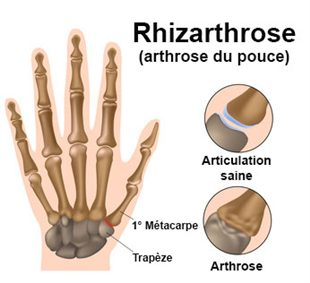 Rhizarthrose
(arthrose du pouce)
Articulation
saine
1° Métacarpe
Trapèze
Arthrose